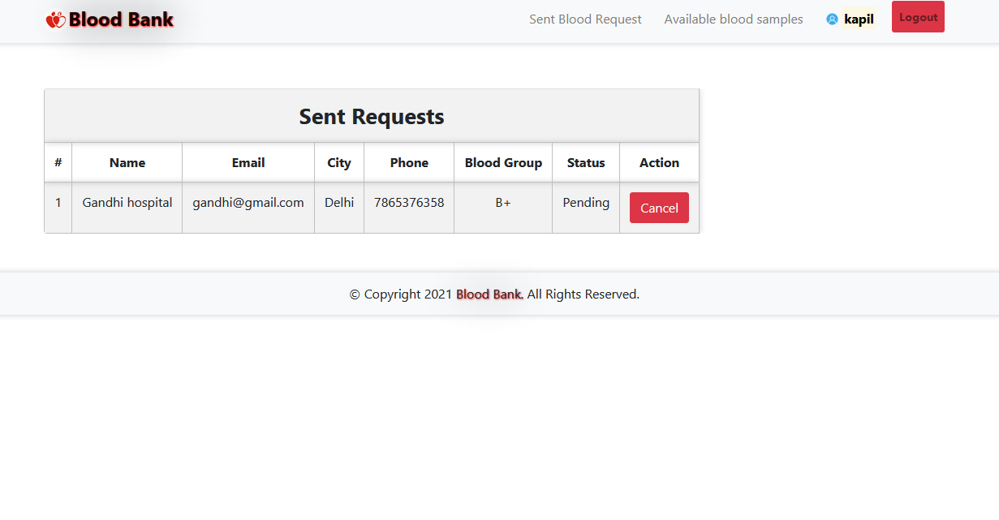 Blood Bank Sent Blood Request Available blood samples kapil Logout
Sent Requests
# Name Email City Phone Blood Group Status Action
1 Gandhi hospital gandhi@gmail.com Delhi 7865376358 B+ Pending Cancel
© Copyright 2021 Blood Bank. All Rights Reserved.